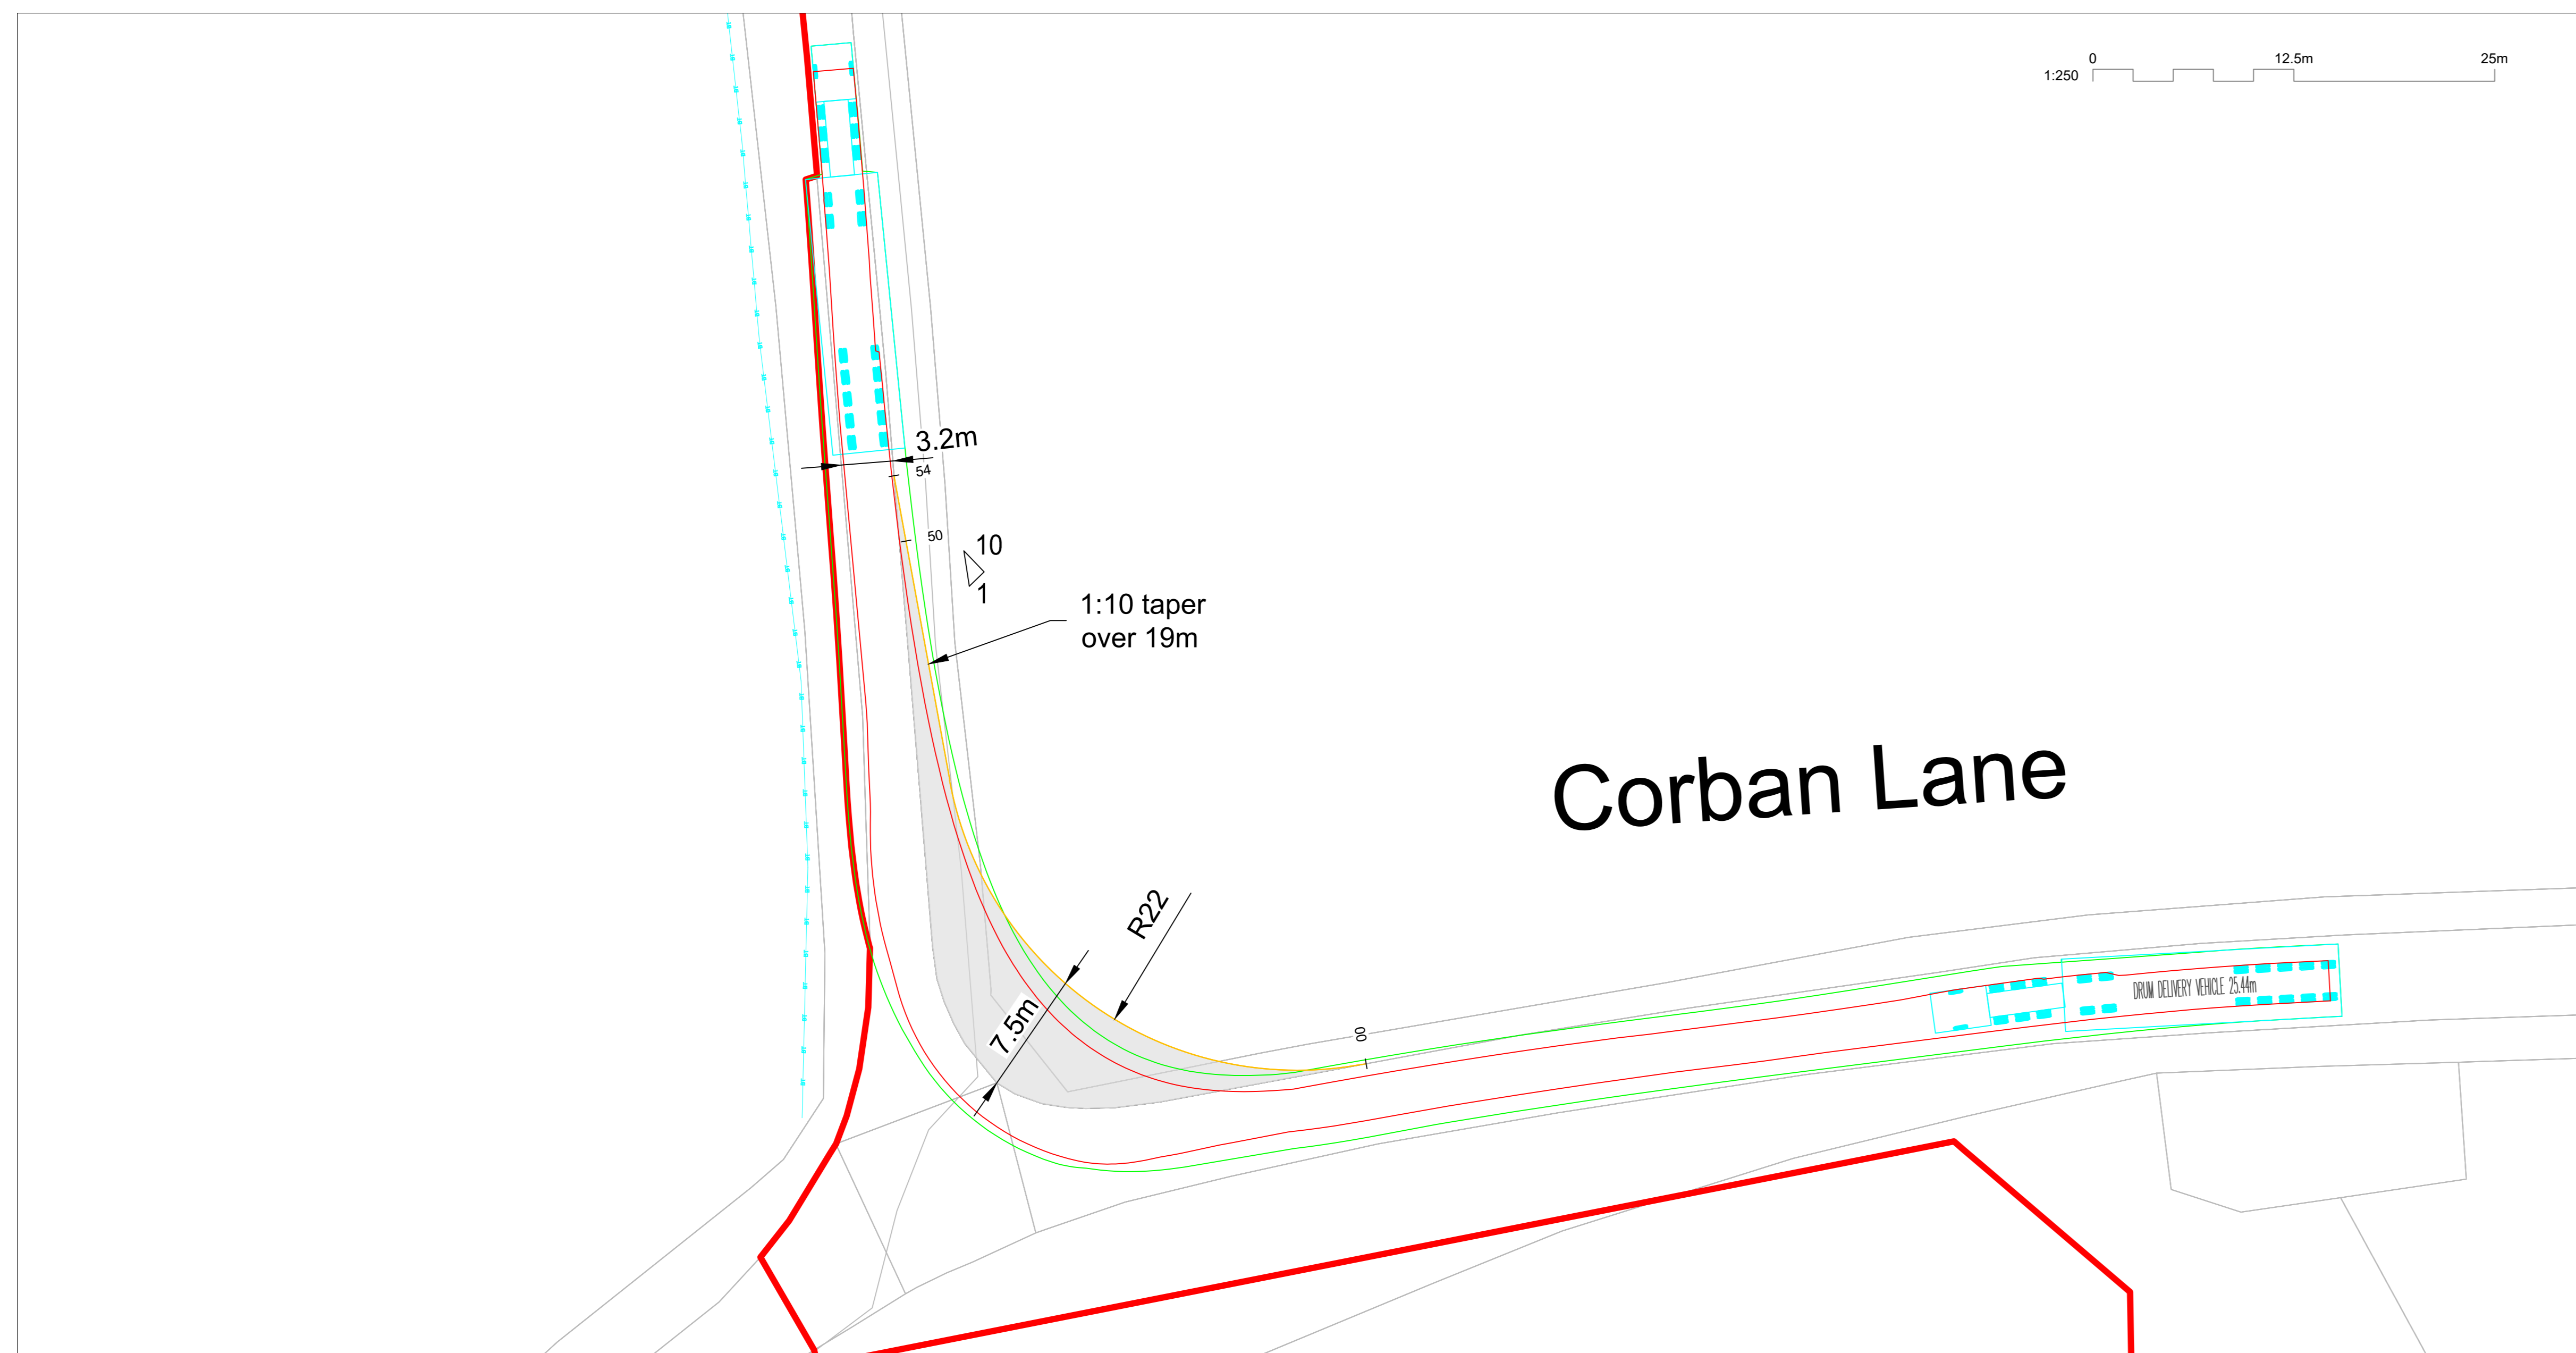 0 12.5m 25m
1:250
3.2m
54
50
10
1
1:10 taper
over 19m
Corban Lane
R22
7.5m
00
DRUM DELIVERY VEHICLE 25.44m